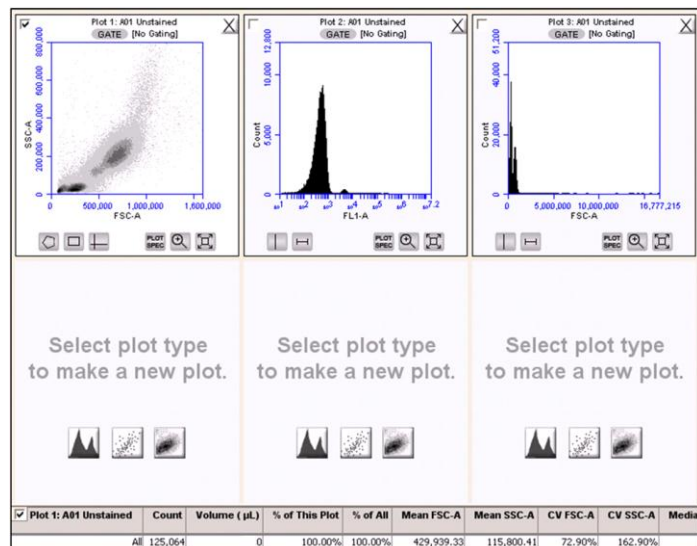 Plot 1: A01 Unstained
GATE [No Gating]
X
800,000
600,000
400,000
200,000
0
SSC-A
0 500,000 1,000,000 1,600,000
FSC-A
PLOT SPEC
Plot 2: A01 Unstained
GATE [No Gating]
X
12,000
10,000
5,000
0
Count
FL1-A
PLOT SPEC
Plot 3: A01 Unstained
GATE [No Gating]
X
51,200
40,000
20,000
0
Count
0 5,000,000 10,000,000 16,777,215
FSC-A
PLOT SPEC
Select plot type
to make a new plot.
Select plot type
to make a new plot.
Select plot type
to make a new plot.
Plot 1: A01 Unstained Count Volume ( µL) % of This Plot % of All Mean FSC-A Mean SSC-A CV FSC-A CV SSC-A Media
All 125,064 0 100.00% 100.00% 429,939.33 115,800.41 72.90% 162.90%